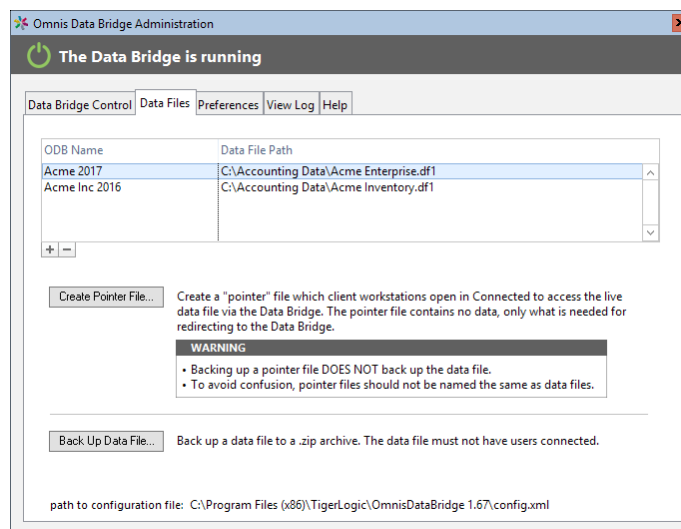 Omnis Data Bridge Administration
The Data Bridge is running
Data Bridge Control Data Files Preferences View Log Help
ODB Name Data File Path
Acme 2017 C:\Accounting Data\Acme Enterprise.df1
Acme Inc 2016 C:\Accounting Data\Acme Inventory.df1
+ −
Create Pointer File... Create a "pointer" file which client workstations open in Connected to access the live
data file via the Data Bridge. The pointer file contains no data, only what is needed for
redirecting to the Data Bridge.
WARNING
• Backing up a pointer file DOES NOT back up the data file.
• To avoid confusion, pointer files should not be named the same as data files.
Back Up Data File... Back up a data file to a .zip archive. The data file must not have users connected.
path to configuration file: C:\Program Files (x86)\TigerLogic\OmnisDataBridge 1.67\config.xml